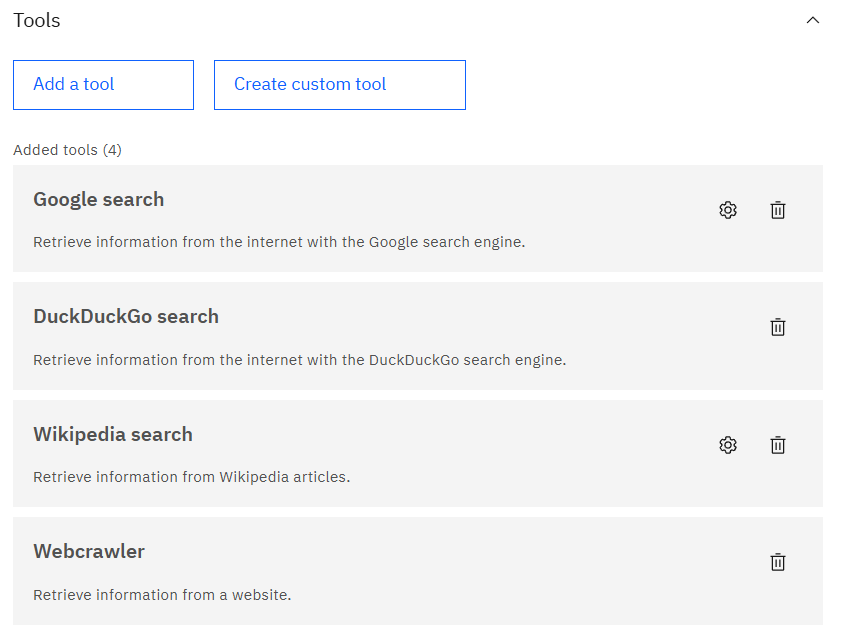 Tools
Add a tool
Create custom tool
Added tools (4)
Google search
Retrieve information from the internet with the Google search engine.
DuckDuckGo search
Retrieve information from the internet with the DuckDuckGo search engine.
Wikipedia search
Retrieve information from Wikipedia articles.
Webcrawler
Retrieve information from a website.